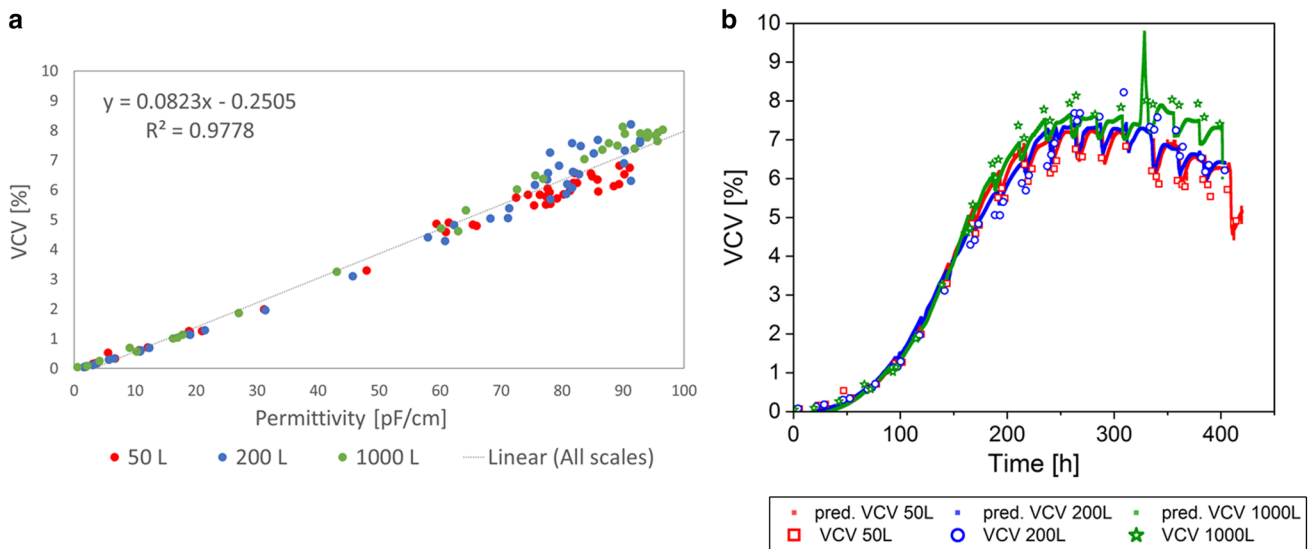 a
10
9
8
7
6
5
4
3
2
1
0
VCV [%]
y = 0.0823x - 0.2505
R² = 0.9778
0 10 20 30 40 50 60 70 80 90 100
Permittivity [pF/cm]
50 L 200 L 1000 L Linear (All scales)
b
10
9
8
7
6
5
4
3
2
1
0
VCV [%]
0 100 200 300 400
Time [h]
pred. VCV 50L pred. VCV 200L pred. VCV 1000L
VCV 50L VCV 200L VCV 1000L